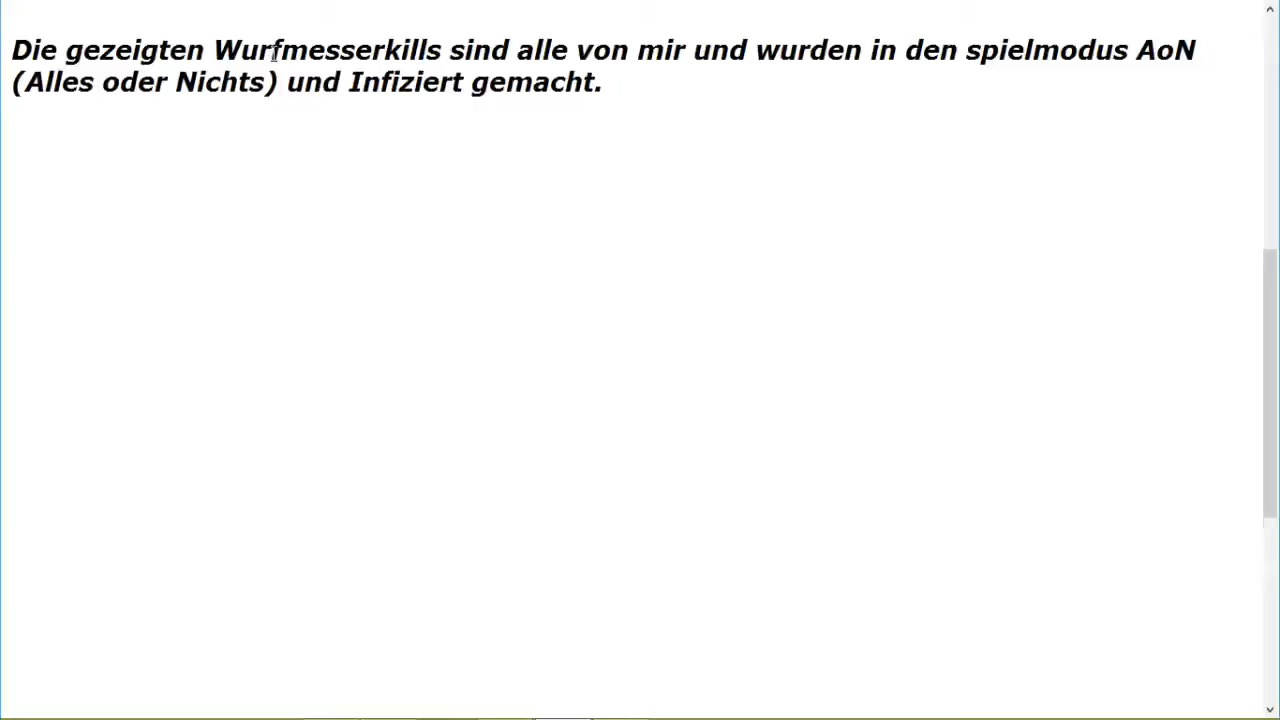 Die gezeigten Wurfmesserkills sind alle von mir und wurden in den spielmodus AoN
(Alles oder Nichts) und Infiziert gemacht.